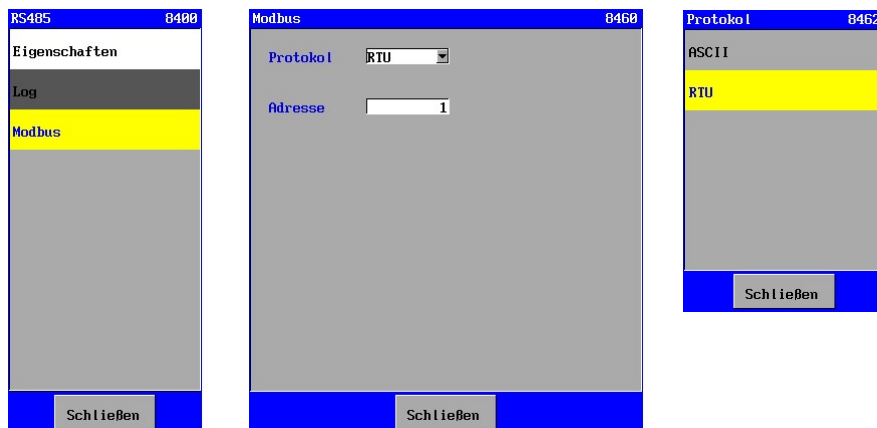 RS485 8400
Eigenschaften
Log
Modbus
Schließen
Modbus 8460
Protokol RTU
Adresse 1
Schließen
Protokol 8462
ASCII
RTU
Schließen